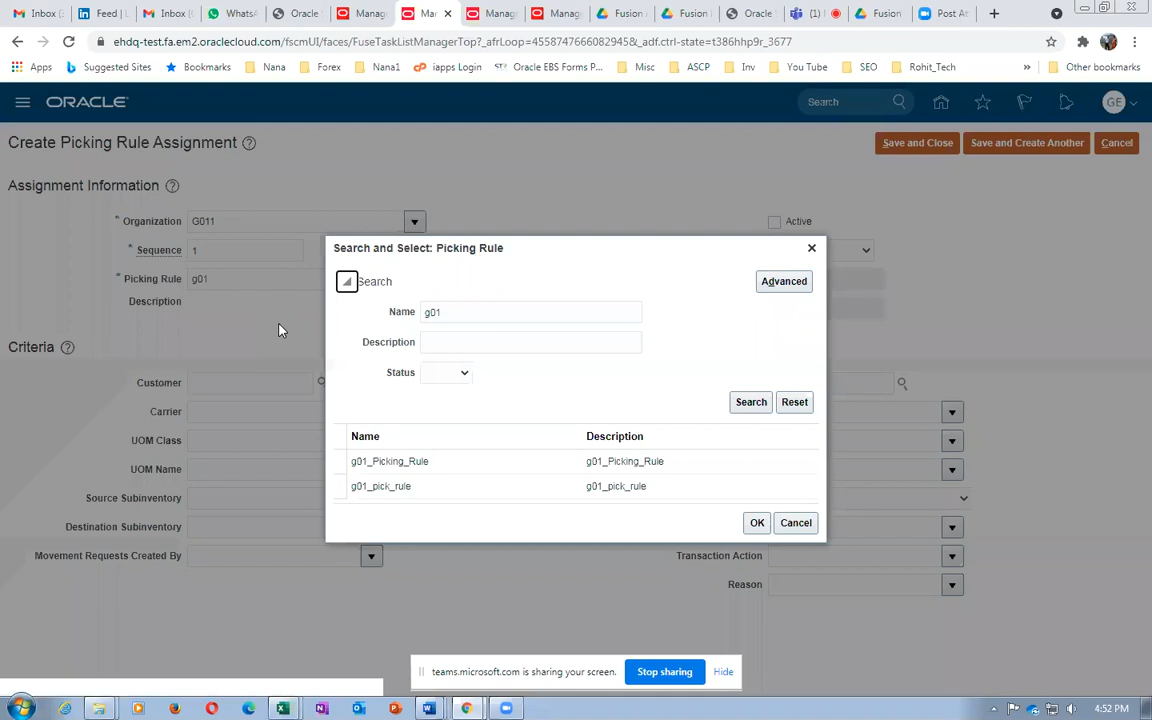 Inbox (
Feed | L
Inbox (6
WhatsA
Oracle
Manag
Mar
Manag
Manag
Fusion
Fusion
Oracle
(1)
Fusion
Post At
ehdq-test.fa.em2.oraclecloud.com/fscmUI/faces/FuseTaskListManagerTop?_afrLoop=45587476660829​45&_adf.ctrl-state=t386hhp9r_3677
Apps
Suggested Sites
Bookmarks
Nana
Forex
Nana1
iapps Login
Oracle EBS Forms P...
Misc
ASCP
Inv
You Tube
SEO
Rohit_Tech
»
Other bookmarks
ORACLE
Search
GE
Create Picking Rule Assignment
Save and Close
Save and Create Another
Cancel
Assignment Information
* Organization G011
Active
* Sequence 1
* Picking Rule g01
Description
Search and Select: Picking Rule
Search
Advanced
Name g01
Description
Status
Search
Reset
Name Description
g01_Picking_Rule g01_Picking_Rule
g01_pick_rule g01_pick_rule
OK
Cancel
Criteria
Customer
Carrier
UOM Class
UOM Name
Source Subinventory
Destination Subinventory
Movement Requests Created By
Transaction Action
Reason
teams.microsoft.com is sharing your screen.
Stop sharing
Hide
4:52 PM